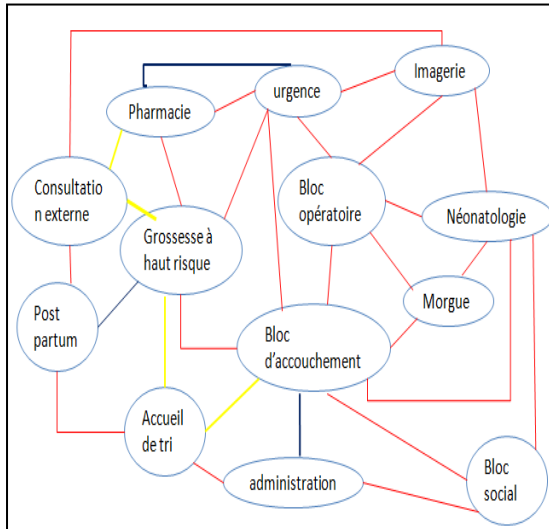 Imagerie
urgence
Pharmacie
Consultatio
n externe
Bloc
opératoire
Néonatologie
Grossesse à
haut risque
Morgue
Post
partum
Bloc
d'accouchement
Accueil
de tri
administration
Bloc
social